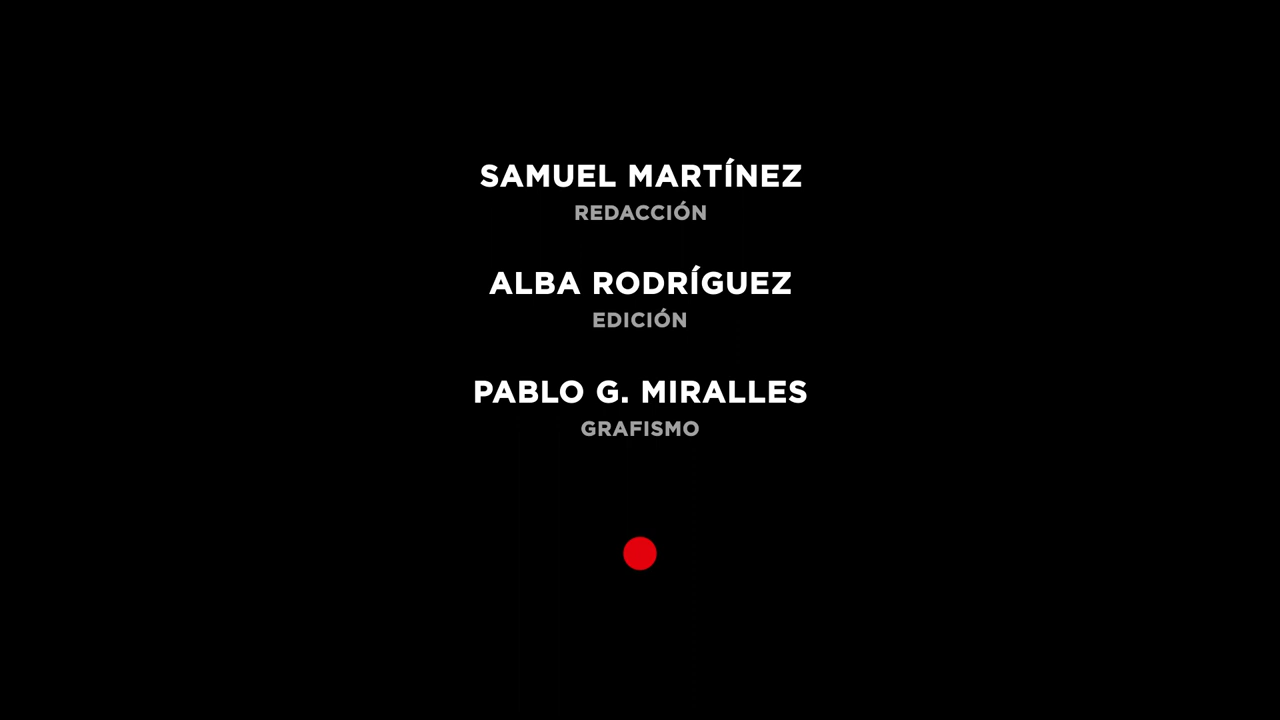 SAMUEL MARTÍNEZ
REDACCIÓN
ALBA RODRÍGUEZ
EDICIÓN
PABLO G. MIRALLES
GRAFISMO